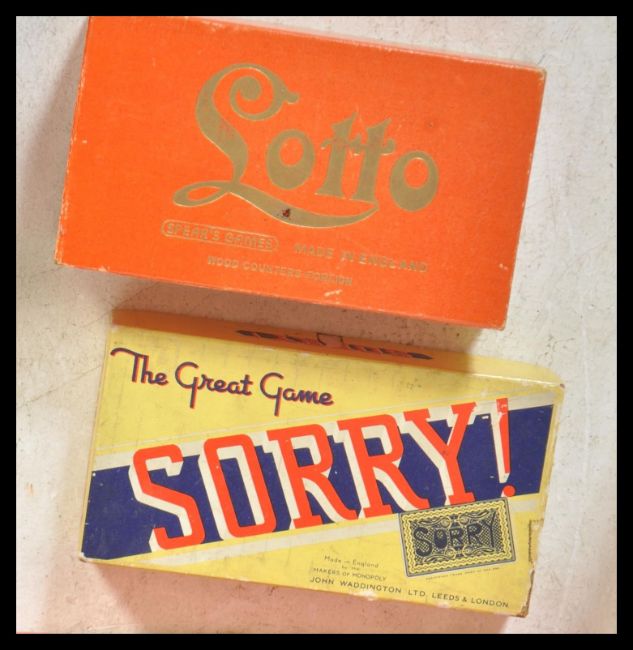 Lotto
SPEAR'S GAMES MADE IN ENGLAND
WOOD COUNTERS
The Great Game
SORRY!
SORRY
Made in England
by the
MAKERS OF MONOPOLY
JOHN WADDINGTON LTD. LEEDS & LONDON